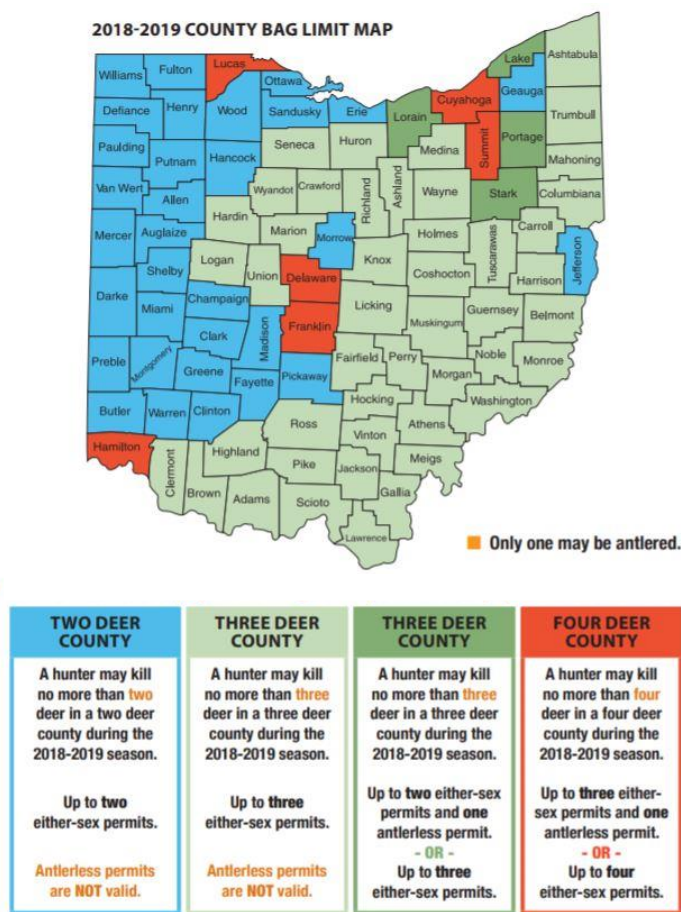 2018-2019 COUNTY BAG LIMIT MAP
Williams
Fulton
Lucas
Ottawa
Lake
Ashtabula
Geauga
Cuyahoga
Defiance
Henry
Wood
Sandusky
Erie
Lorain
Trumbull
Portage
Summit
Paulding
Putnam
Hancock
Seneca
Huron
Medina
Mahoning
Van Wert
Allen
Wyandot
Crawford
Richland
Ashland
Wayne
Stark
Columbiana
Mercer
Auglaize
Hardin
Marion
Morrow
Holmes
Tuscarawas
Carroll
Jefferson
Shelby
Logan
Union
Delaware
Knox
Coshocton
Harrison
Darke
Miami
Champaign
Licking
Guernsey
Belmont
Clark
Madison
Franklin
Muskingum
Preble
Montgomery
Greene
Fayette
Pickaway
Fairfield
Perry
Morgan
Noble
Monroe
Butler
Warren
Clinton
Ross
Hocking
Athens
Washington
Hamilton
Clermont
Highland
Vinton
Meigs
Brown
Adams
Pike
Scioto
Jackson
Gallia
Lawrence
Only one may be antlered.
TWO DEER
COUNTY
A hunter may kill
no more than two
deer in a two deer
county during the
2018-2019 season.
Up to two
either-sex permits.
Antlerless permits
are NOT valid.
THREE DEER
COUNTY
A hunter may kill
no more than three
deer in a three deer
county during the
2018-2019 season.
Up to three
either-sex permits.
Antlerless permits
are NOT valid.
THREE DEER
COUNTY
A hunter may kill
no more than three
deer in a three deer
county during the
2018-2019 season.
Up to two either-sex
permits and one
antlerless permit.
- OR -
Up to three
either-sex permits.
FOUR DEER
COUNTY
A hunter may kill
no more than four
deer in a four deer
county during the
2018-2019 season.
Up to three either-
sex permits and one
antlerless permit.
- OR -
Up to four
either-sex permits.